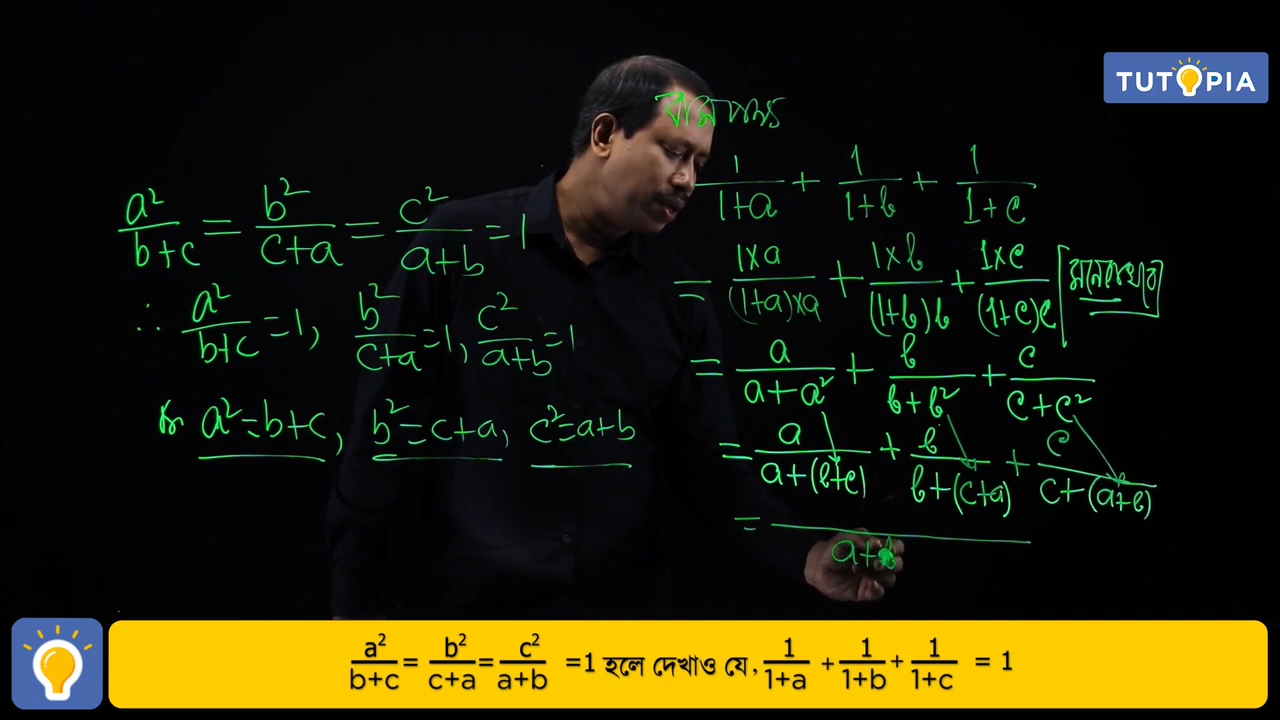 TUTOPIA
বামপক্ষ
a²/(b+c) = b²/(c+a) = c²/(a+b) = 1
∴ a²/(b+c) = 1, b²/(c+a) = 1, c²/(a+b) = 1
বা a² = b+c, b² = c+a, c² = a+b
1/(1+a) + 1/(1+b) + 1/(1+c)
= (1×a)/((1+a)×a) + (1×b)/((1+b)b) + (1×c)/((1+c)c) [মনে রাখবে]
= a/(a+a²) + b/(b+b²) + c/(c+c²)
= a/(a+(b+c)) + b/(b+(c+a)) + c/(c+(a+b))
= /(a+b
a²/(b+c) = b²/(c+a) = c²/(a+b) =1 হলে দেখাও যে, 1/(1+a) + 1/(1+b) + 1/(1+c) = 1